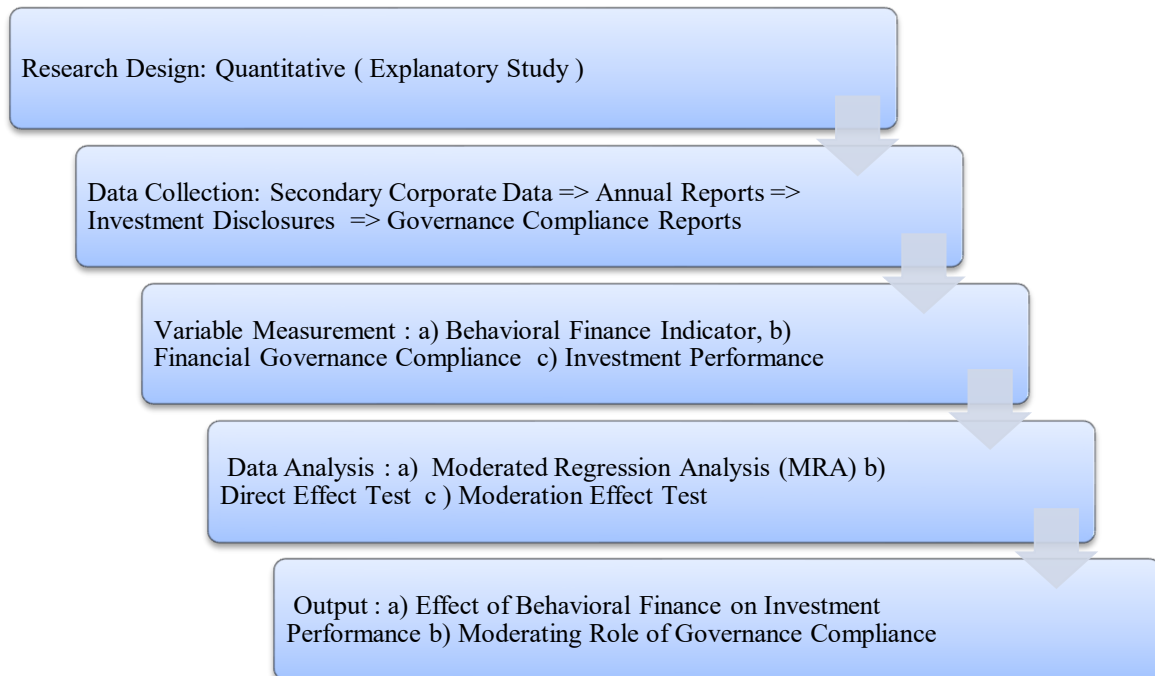 Research Design: Quantitative ( Explanatory Study )
Data Collection: Secondary Corporate Data => Annual Reports =>
Investment Disclosures => Governance Compliance Reports
Variable Measurement : a) Behavioral Finance Indicator, b)
Financial Governance Compliance c) Investment Performance
Data Analysis : a) Moderated Regression Analysis (MRA) b)
Direct Effect Test c ) Moderation Effect Test
Output : a) Effect of Behavioral Finance on Investment
Performance b) Moderating Role of Governance Compliance